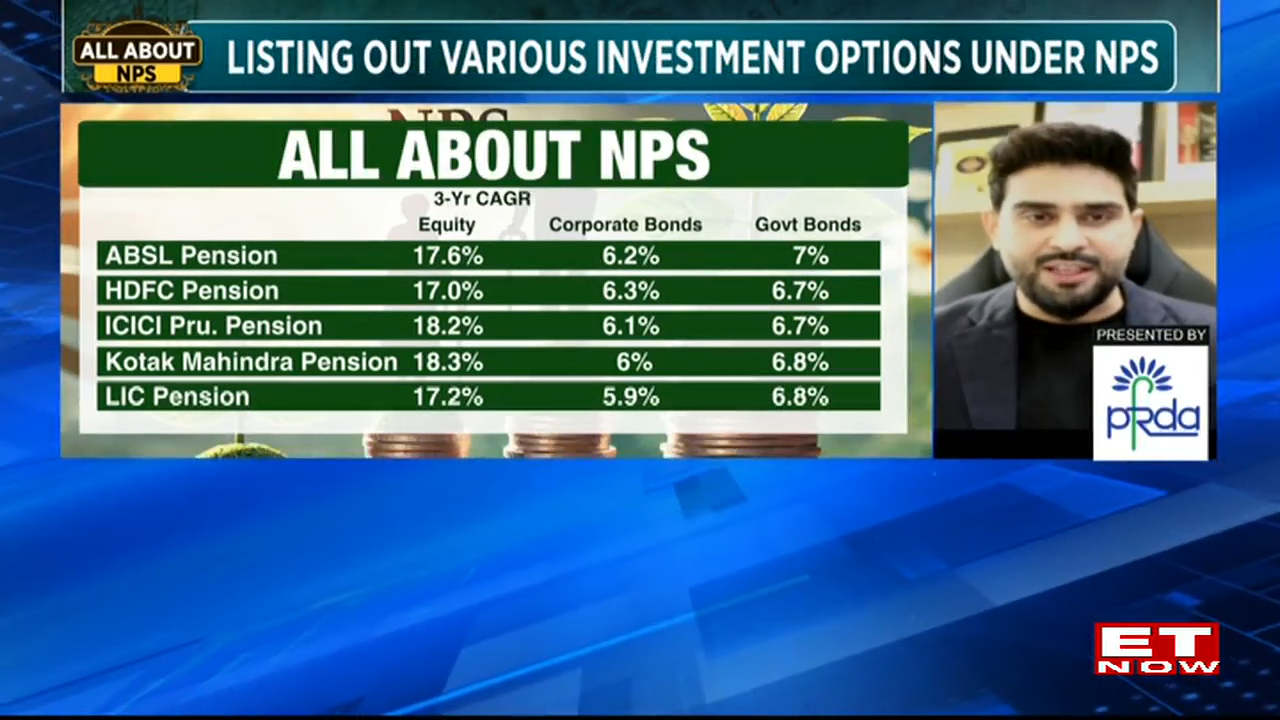 ALL ABOUT
NPS
LISTING OUT VARIOUS INVESTMENT OPTIONS UNDER NPS
NPS
ALL ABOUT NPS
3-Yr CAGR
Equity Corporate Bonds Govt Bonds
ABSL Pension 17.6% 6.2% 7%
HDFC Pension 17.0% 6.3% 6.7%
ICICI Pru. Pension 18.2% 6.1% 6.7%
Kotak Mahindra Pension 18.3% 6% 6.8%
LIC Pension 17.2% 5.9% 6.8%
PRESENTED BY
pfrda
ET
NOW